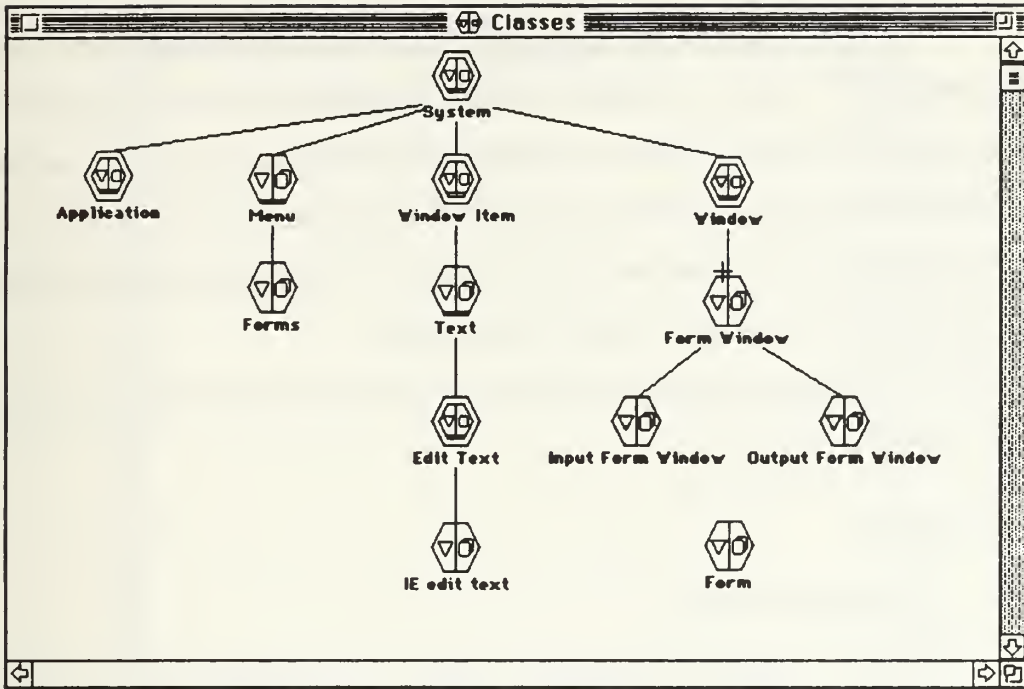 Classes
System
Application
Menu
Window Item
Window
Forms
Text
Form Window
Edit Text
Input Form Window
Output Form Window
IE edit text
Form